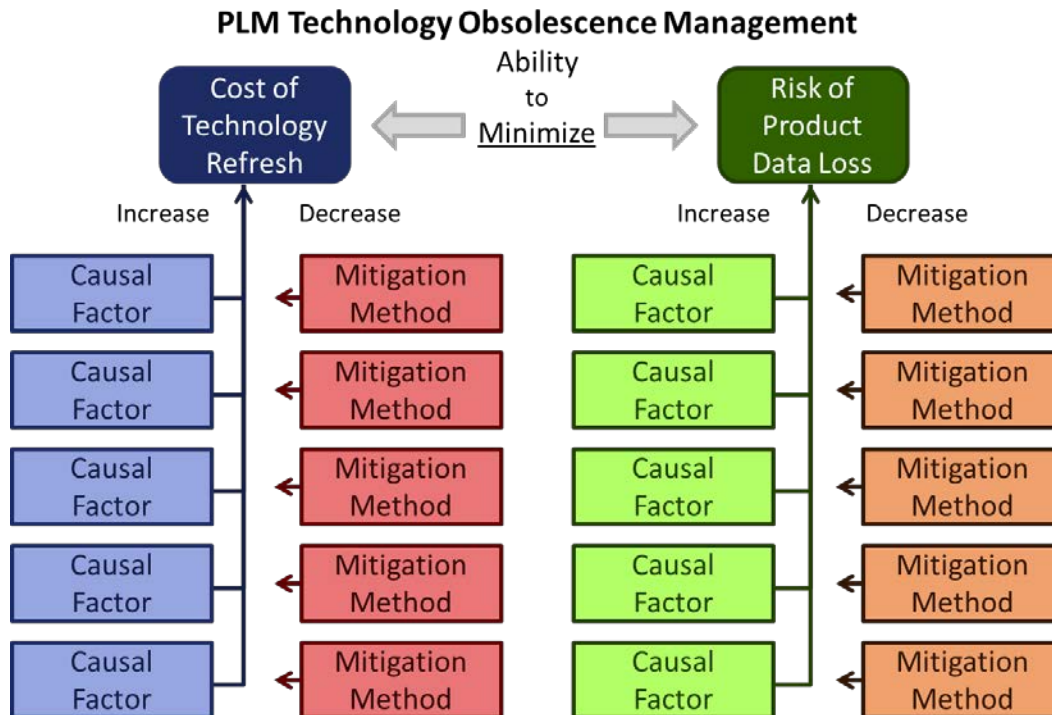 PLM Technology Obsolescence Management
Cost of
Technology
Refresh
Ability
to
Minimize
Risk of
Product
Data Loss
Increase
Decrease
Causal
Factor
Mitigation
Method
Causal
Factor
Mitigation
Method
Causal
Factor
Mitigation
Method
Causal
Factor
Mitigation
Method
Causal
Factor
Mitigation
Method
Increase
Decrease
Causal
Factor
Mitigation
Method
Causal
Factor
Mitigation
Method
Causal
Factor
Mitigation
Method
Causal
Factor
Mitigation
Method
Causal
Factor
Mitigation
Method